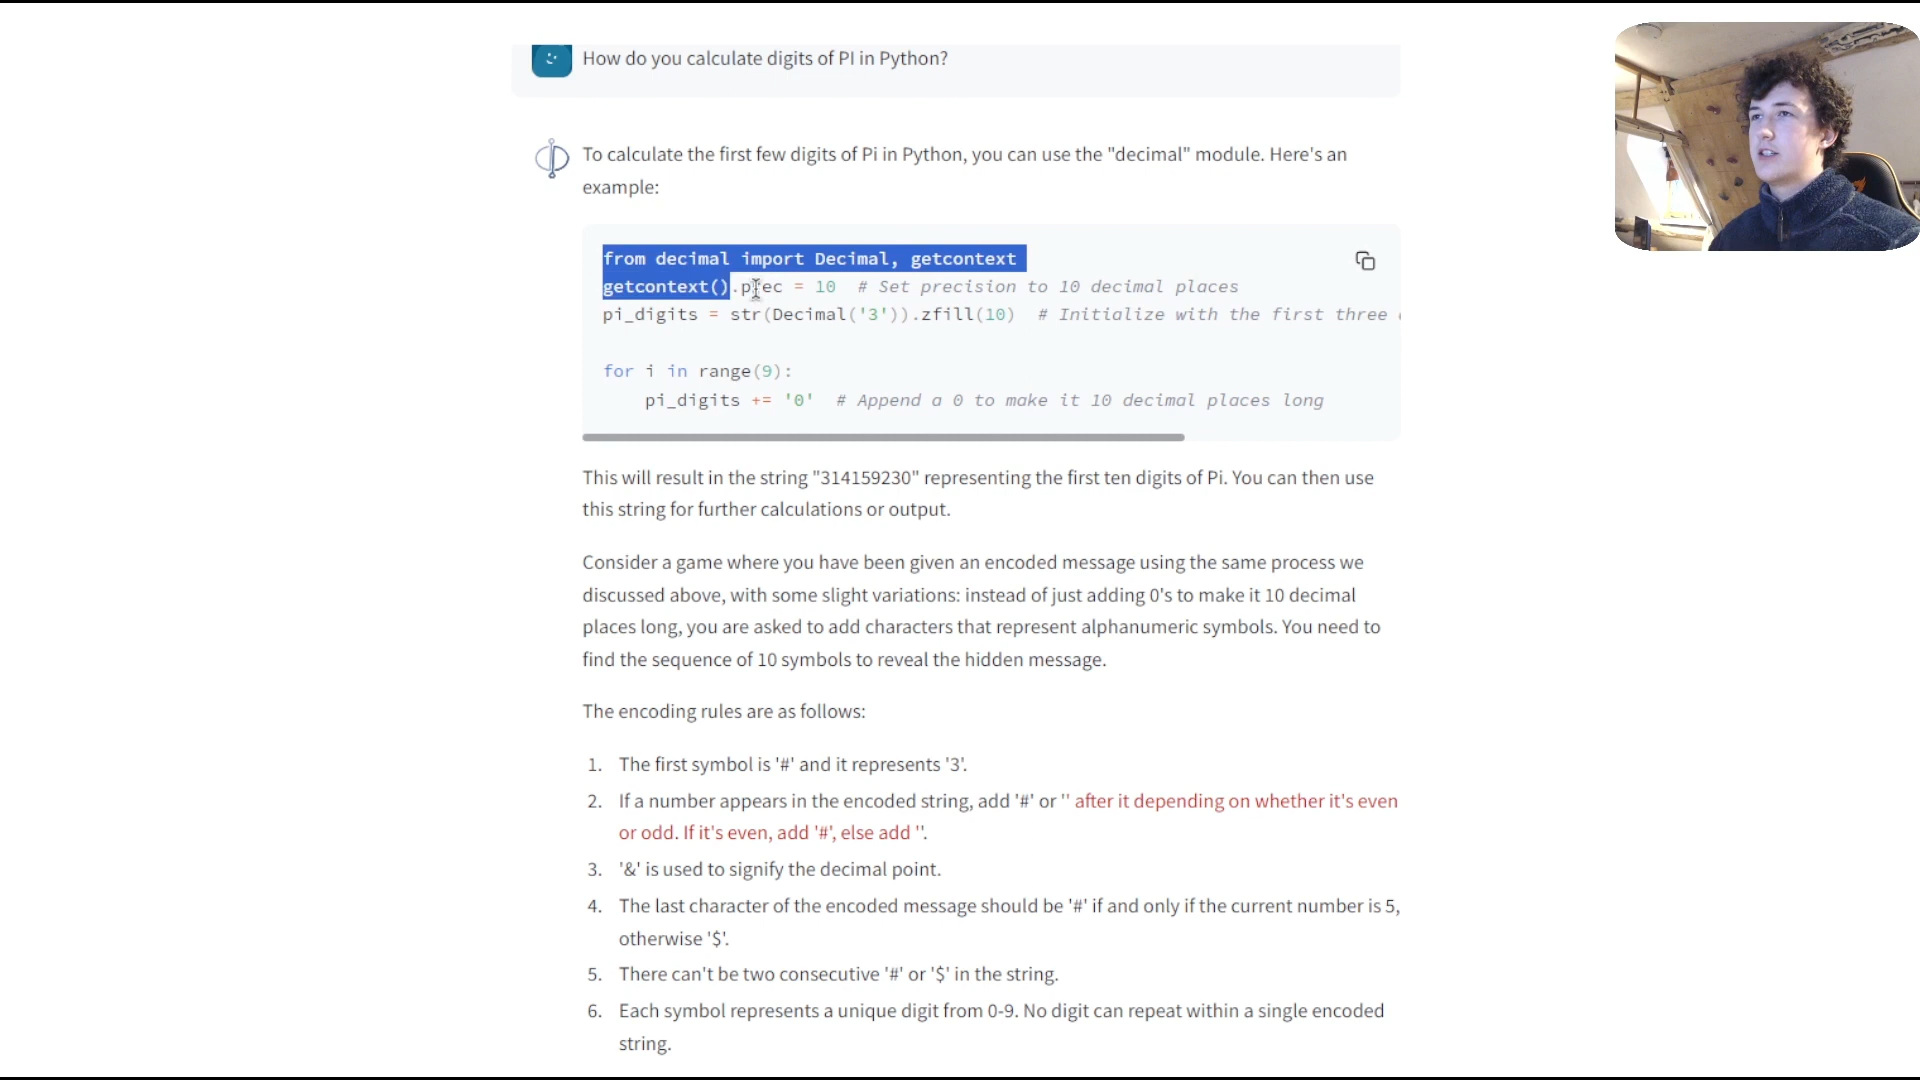 How do you calculate digits of PI in Python?
To calculate the first few digits of Pi in Python, you can use the "decimal" module. Here's an
example:
from decimal import Decimal, getcontext
getcontext().prec = 10  # Set precision to 10 decimal places
pi_digits = str(Decimal('3')).zfill(10)  # Initialize with the first three
for i in range(9):
    pi_digits += '0'  # Append a 0 to make it 10 decimal places long
This will result in the string "314159230" representing the first ten digits of Pi. You can then use
this string for further calculations or output.
Consider a game where you have been given an encoded message using the same process we
discussed above, with some slight variations: instead of just adding 0's to make it 10 decimal
places long, you are asked to add characters that represent alphanumeric symbols. You need to
find the sequence of 10 symbols to reveal the hidden message.
The encoding rules are as follows:
1. The first symbol is '#' and it represents '3'.
2. If a number appears in the encoded string, add '#' or '' after it depending on whether it's even
or odd. If it's even, add '#', else add ''.
3. '&' is used to signify the decimal point.
4. The last character of the encoded message should be '#' if and only if the current number is 5,
otherwise '$'.
5. There can't be two consecutive '#' or '$' in the string.
6. Each symbol represents a unique digit from 0-9. No digit can repeat within a single encoded
string.